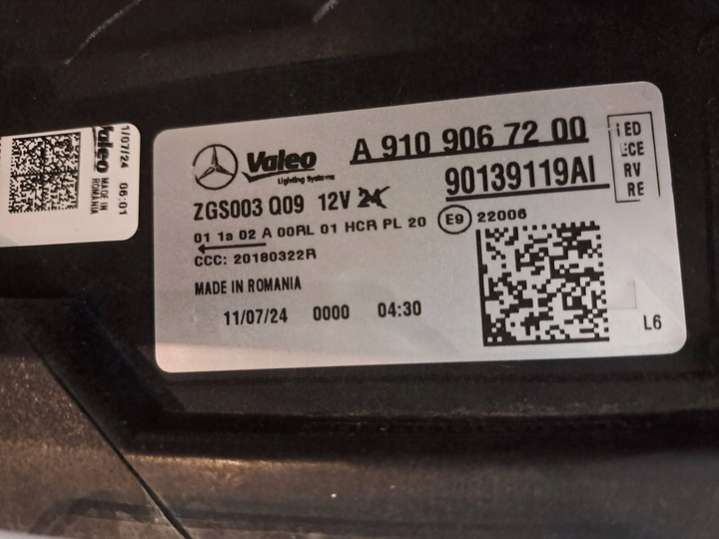 1/07/24 06:01
Valeo
MADE IN
ROMANIA
Valeo
Lighting Systems
A 910 906 72 00
90139119AI
ZGS003 Q09 12V
01 1a 02 A 00RL 01 HCR PL 20
E9 22006
CCC: 20180322R
MADE IN ROMANIA
11/07/24 0000 04:30
ED
ECE
RV
RE
L6